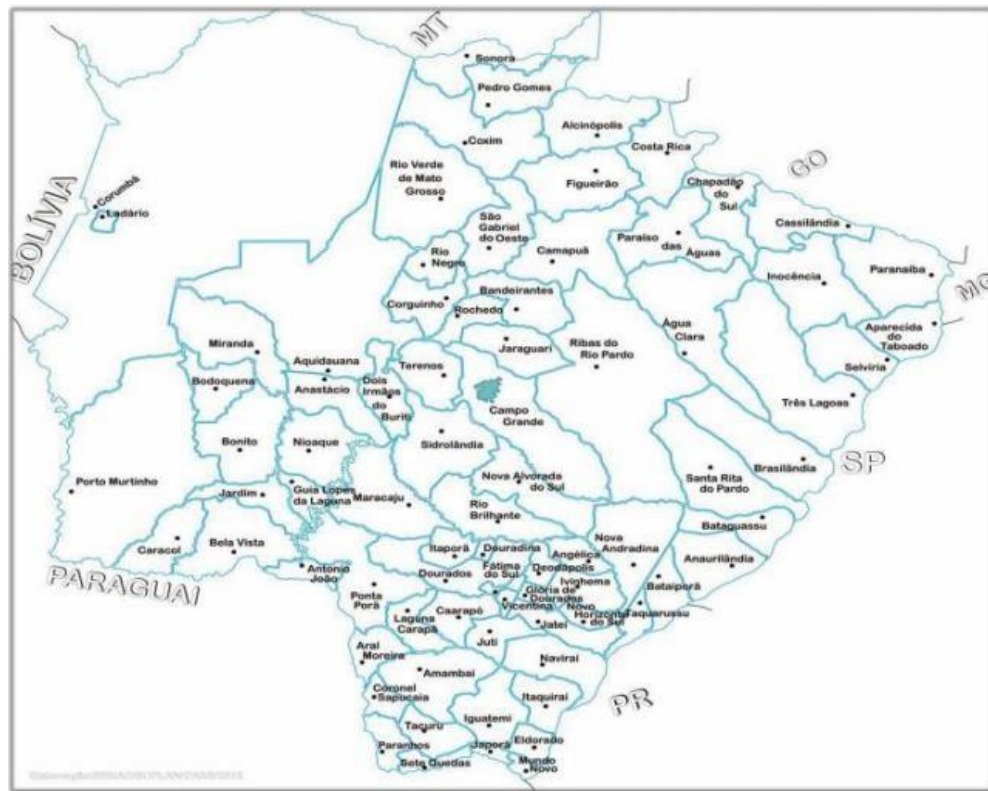 MT
Sonora
Pedro Gomes
Alcinópolis
Coxim
Costa Rica
GO
Rio Verde
de Mato
Grosso
Figueirão
Chapadão
do
Sul
BOLÍVIA
Corumbá
Ladário
São
Gabriel
do Oeste
Camapuã
Paraíso
das
Águas
Cassilândia
Rio
Negro
Inocência
Paranaíba
MG
Bandeirantes
Corguinho
Rochedo
Água
Clara
Aparecida
do
Taboado
Miranda
Jaraguari
Ribas do
Rio Pardo
Selvíria
Aquidauana
Terenos
Bodoquena
Anastácio
Dois
Irmãos
do
Buriti
Campo
Grande
Três Lagoas
Bonito
Nioaque
Sidrolândia
SP
Brasilândia
Porto Murtinho
Nova Alvorada
do Sul
Santa Rita
do Pardo
Jardim
Guia Lopes
da Laguna
Maracaju
Rio
Brilhante
Bataguassu
Caracol
Bela Vista
Nova
Andradina
Itaporã
Douradina
Angélica
Anaurilândia
PARAGUAI
Antonio
João
Dourados
Fátima
do Sul
Deodápolis
Ivighema
Bataiporã
Ponta
Porã
Glória de
Dourados
Vicentina
Novo
Horizonte
do Sul
Taquarussu
Laguna
Carapã
Caarapó
Jateí
Juti
Aral
Moreira
Amambai
Naviraí
Coronel
Sapucaia
Itaquiraí
PR
Tacuru
Iguatemi
Paranhos
Japorã
Eldorado
Sete Quedas
Mundo
Novo